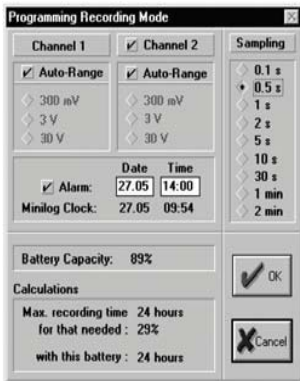 Programming Recording Mode
Channel 1
Channel 2
Sampling
Auto-Range
Auto-Range
300 mV
3 V
30 V
300 mV
3 V
30 V
0.1 s
0.5 s
1 s
2 s
5 s
10 s
30 s
1 min
2 min
Date Time
Alarm: 27.05 14:00
Minilog Clock: 27.05 09:54
Battery Capacity: 89%
Calculations
Max. recording time 24 hours
for that needed : 29%
with this battery : 24 hours
OK
Cancel